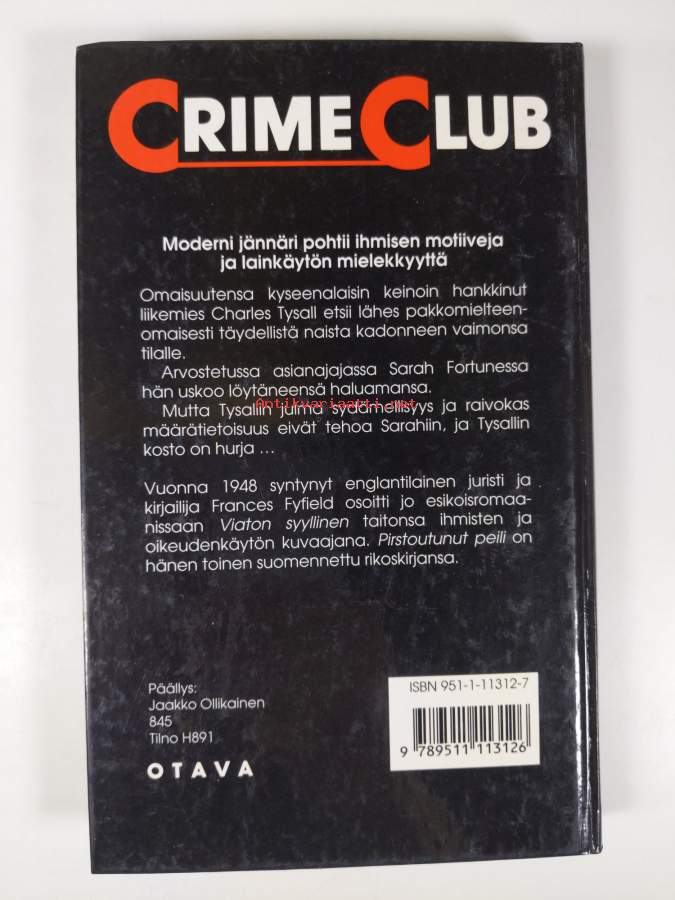 CRIME CLUB
Moderni jännäri pohtii ihmisen motiiveja
ja lainkäytön mielekkyyttä
Omaisuutensa kyseenalaisin keinoin hankkinut
liikemies Charles Tysall etsii lähes pakkomielteen-
omaisesti täydellistä naista kadonneen vaimonsa
tilalle.
Arvostetussa asianajajassa Sarah Fortunessa
hän uskoo löytäneensä haluamansa.
Antikvariaatti.net
Mutta Tysallin julma sydämellisyys ja raivokas
määrätietoisuus eivät tehoa Sarahiin, ja Tysallin
kosto on hurja ...
Vuonna 1948 syntynyt englantilainen juristi ja
kirjailija Frances Fyfield osoitti jo esikoisromaa-
nissaan Viaton syyllinen taitonsa ihmisten ja
oikeudenkäytön kuvaajana. Pirstoutunut peili on
hänen toinen suomennettu rikoskirjansa.
Päällys:
Jaakko Ollikainen
845
Tilno H891
OTAVA
ISBN 951-1-11312-7
9 789511 113126